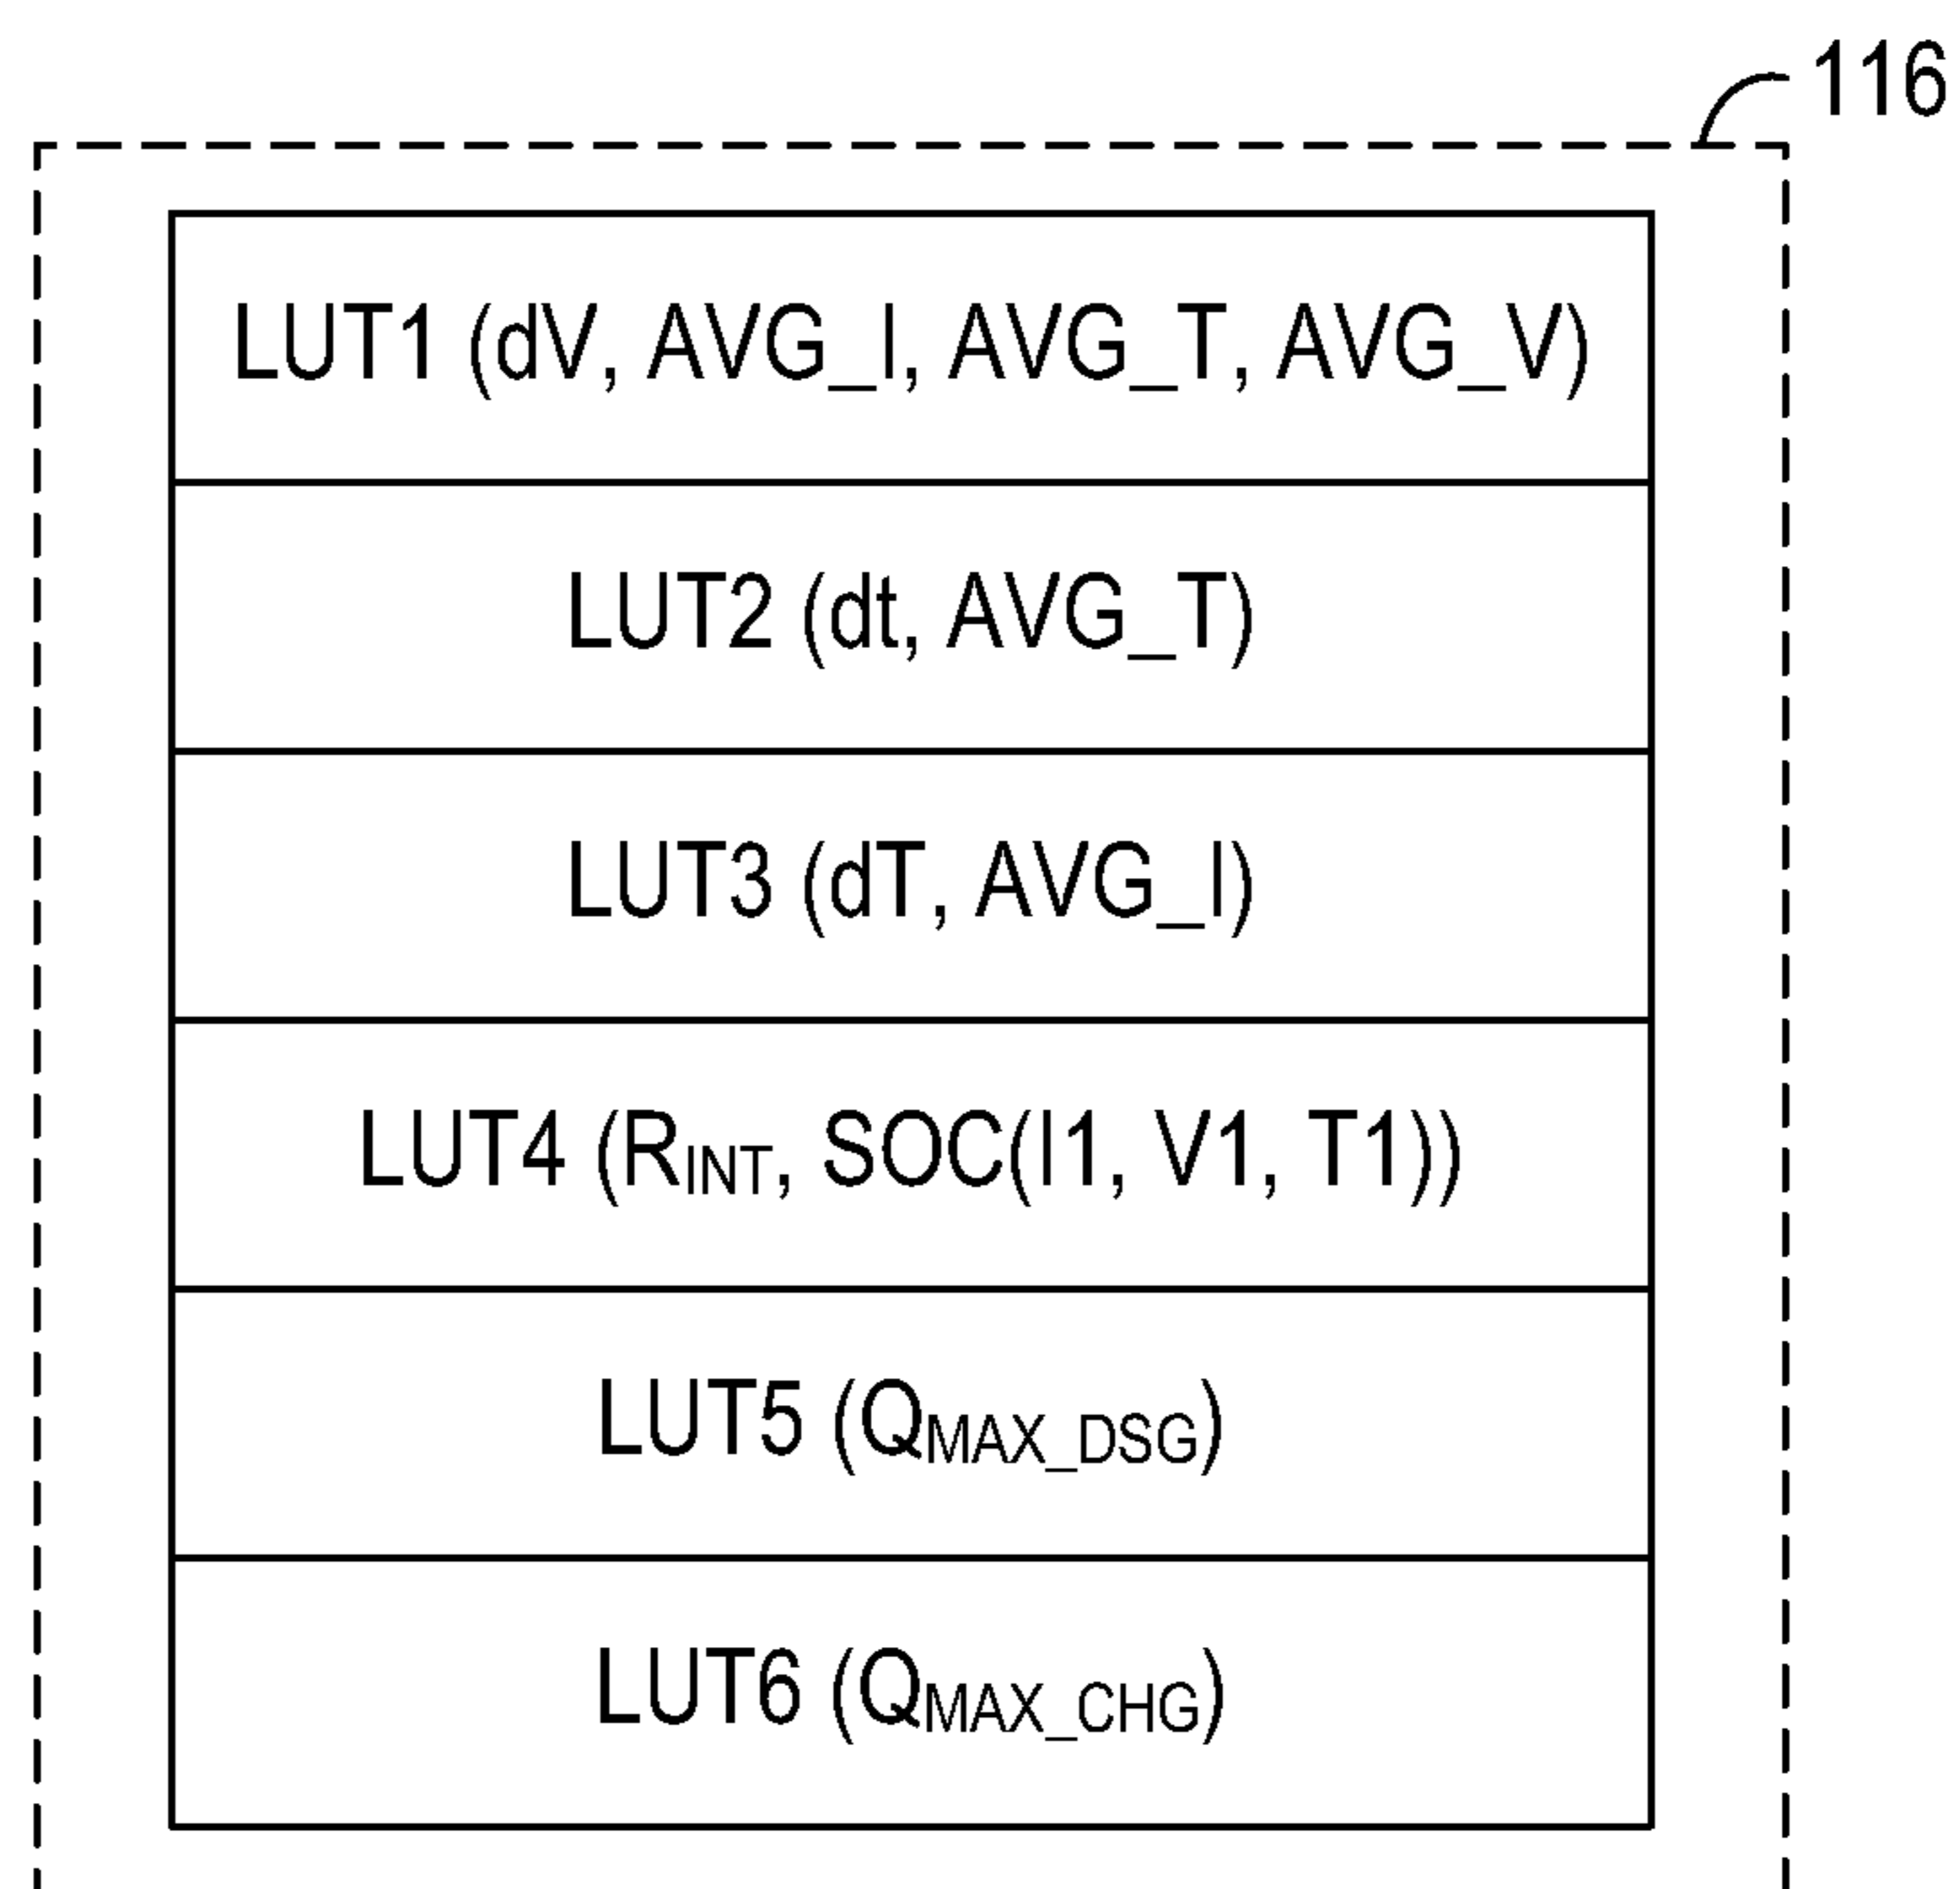 116
LUT1 (dV, AVG_I, AVG_T, AVG_V)
LUT2 (dt, AVG_T)
LUT3 (dT, AVG_I)
LUT4 (RINT, SOC(I1, V1, T1))
LUT5 (QMAX_DSG)
LUT6 (QMAX_CHG)